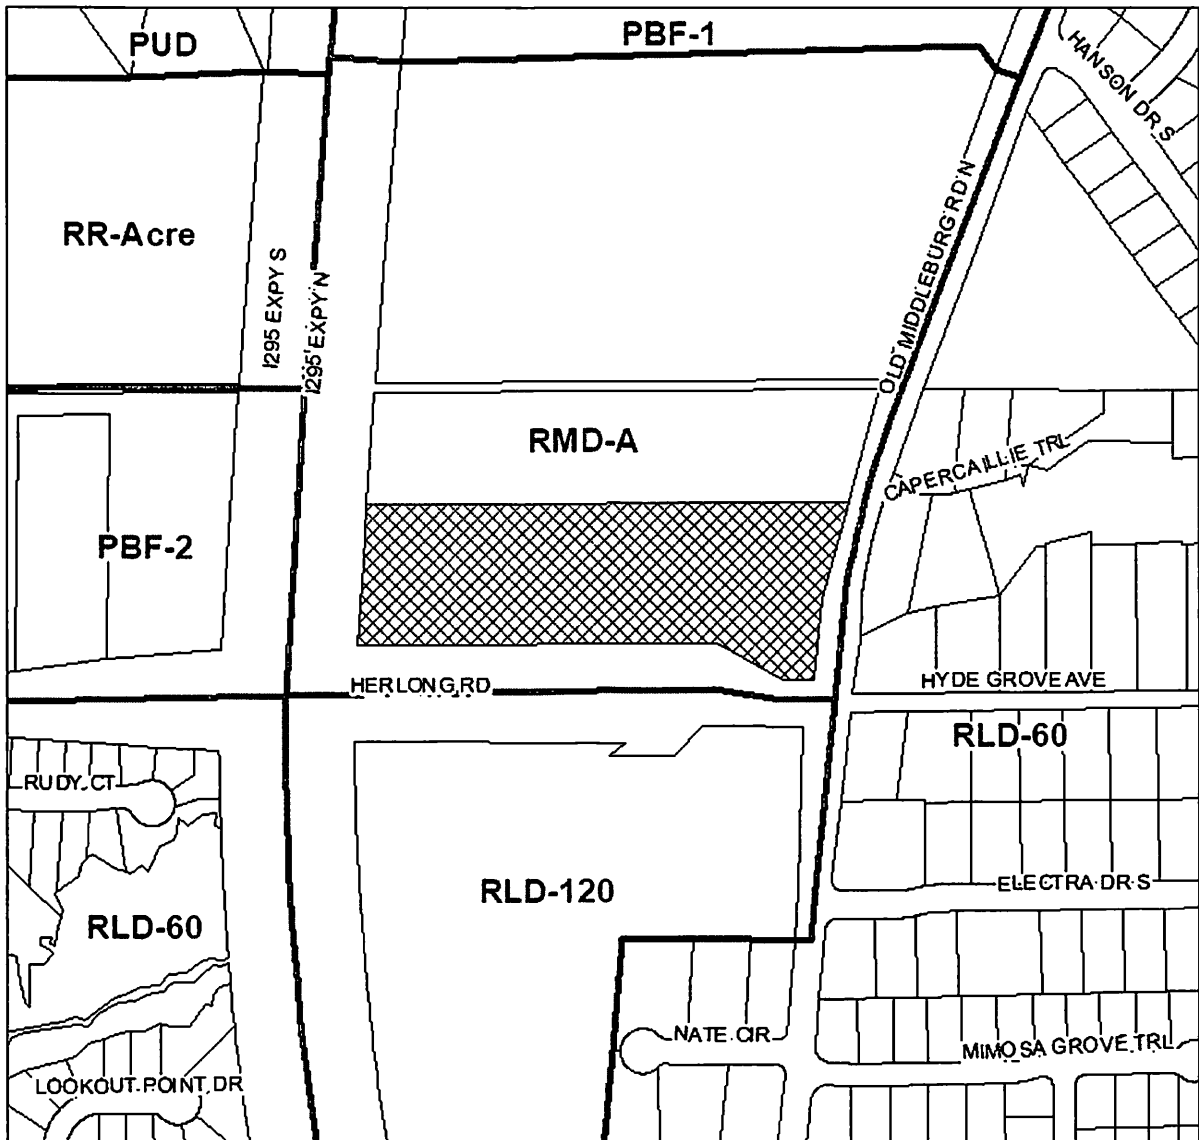 PUD
PBF-1
HANSON DR S
RR-Acre
I295 EXPY S
I295 EXPY N
OLD MIDDLEBURG RD N
RMD-A
CAPERCAILLIE TRL
PBF-2
HERLONG RD
HYDE GROVE AVE
RLD-60
RUDY CT
RLD-120
ELECTRA DR S
RLD-60
NATE CIR
MIMOSA GROVE TRL
LOOKOUT POINT DR